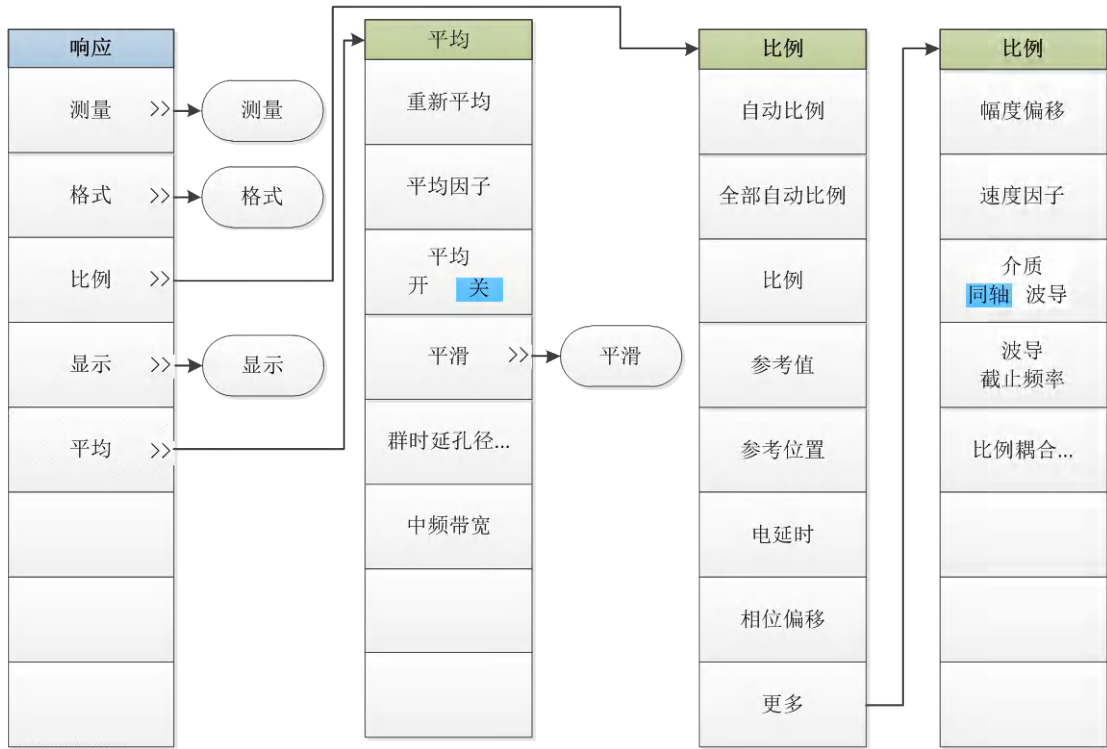 响应
测量 >>
格式 >>
比例 >>
显示 >>
平均 >>
测量
格式
显示
平均
重新平均
平均因子
平均
开 关
平滑 >>
群时延孔径...
中频带宽
平滑
比例
自动比例
全部自动比例
比例
参考值
参考位置
电延时
相位偏移
更多
比例
幅度偏移
速度因子
介质
同轴 波导
波导
截止频率
比例耦合...